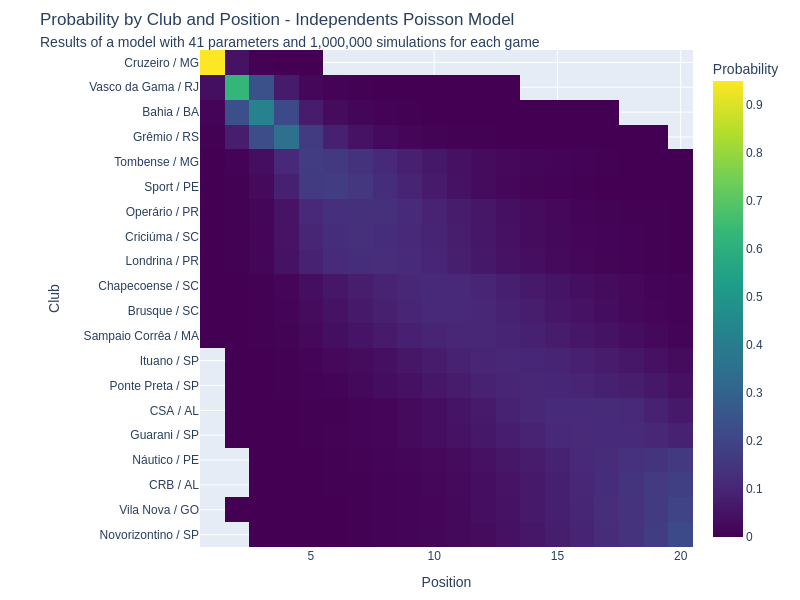 Probability by Club and Position - Independents Poisson Model
Results of a model with 41 parameters and 1,000,000 simulations for each game
Probability
Cruzeiro / MG
Vasco da Gama / RJ
Bahia / BA
Grêmio / RS
Tombense / MG
Sport / PE
Operário / PR
Criciúma / SC
Londrina / PR
Chapecoense / SC
Brusque / SC
Sampaio Corrêa / MA
Ituano / SP
Ponte Preta / SP
CSA / AL
Guarani / SP
Náutico / PE
CRB / AL
Vila Nova / GO
Novorizontino / SP
Club
5
10
15
20
Position
0.9
0.8
0.7
0.6
0.5
0.4
0.3
0.2
0.1
0